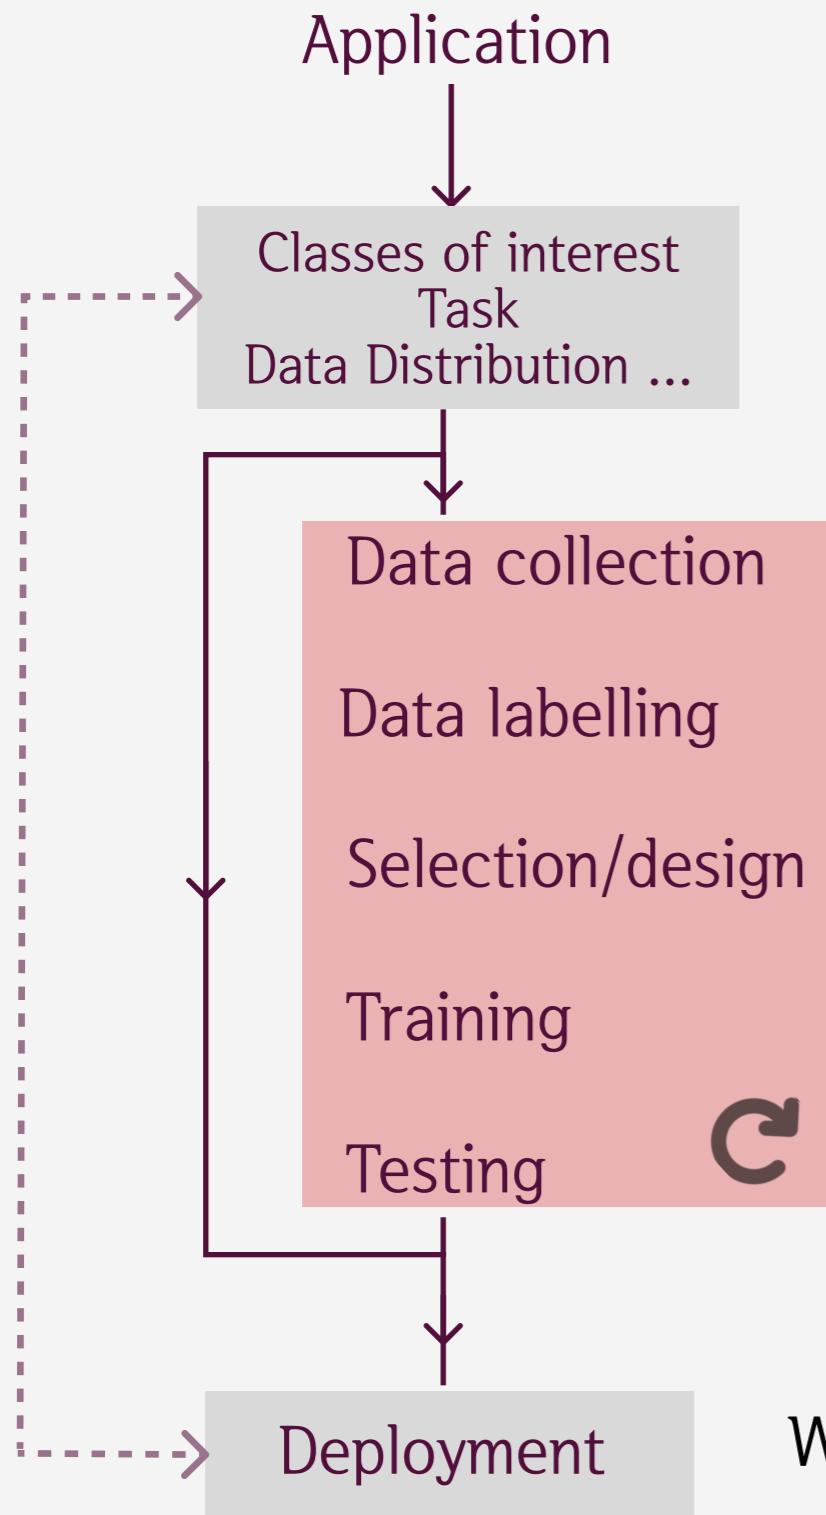 Application
Classes of interest
Task
Data Distribution ...
Data collection
Data labelling
Selection/design
Training
Testing
Deployment